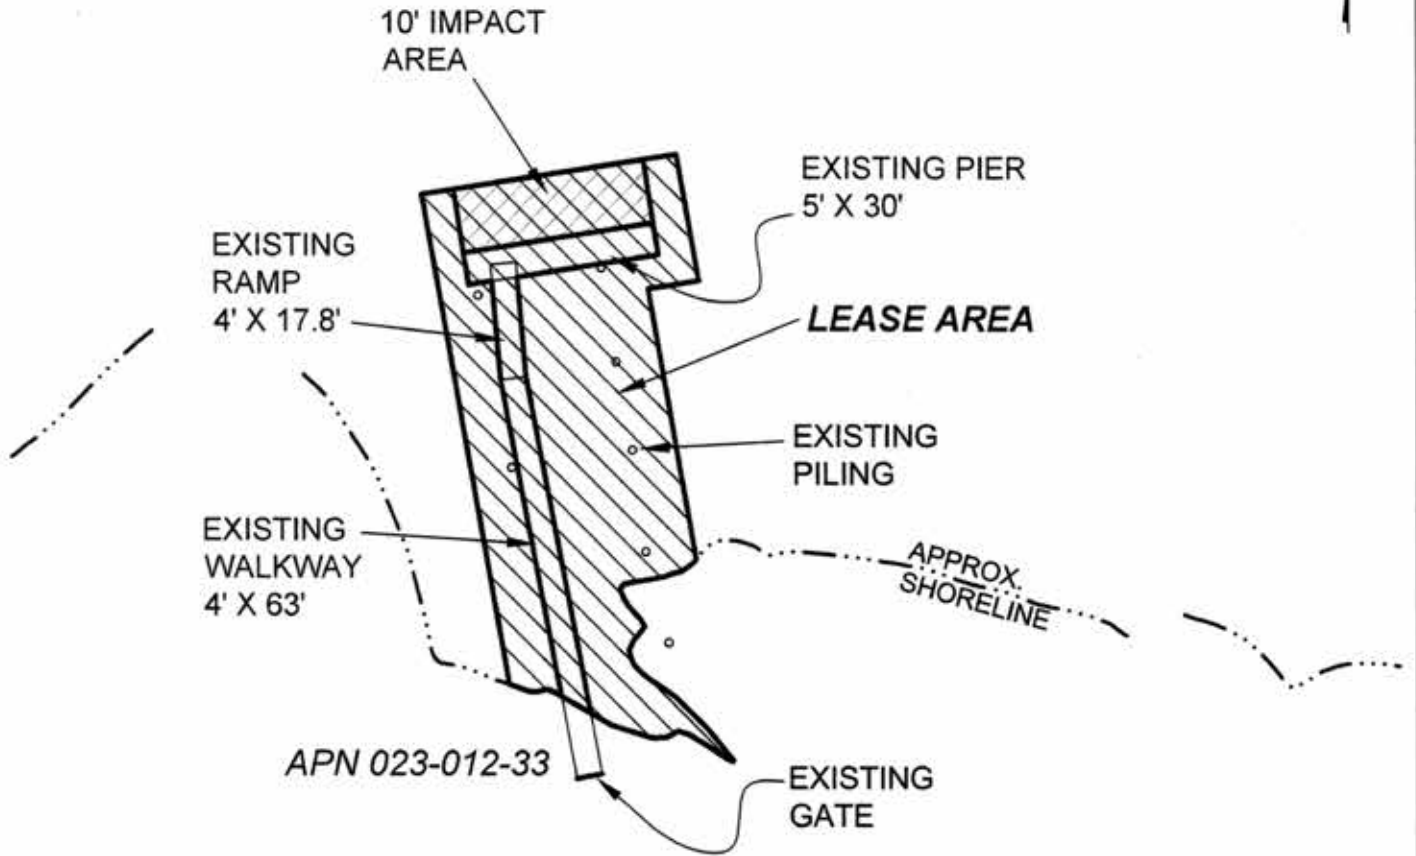 10' IMPACT
AREA
EXISTING PIER
5' X 30'
EXISTING
RAMP
4' X 17.8'
LEASE AREA
EXISTING
PILING
EXISTING
WALKWAY
4' X 63'
APPROX.
SHORELINE
APN 023-012-33
EXISTING
GATE